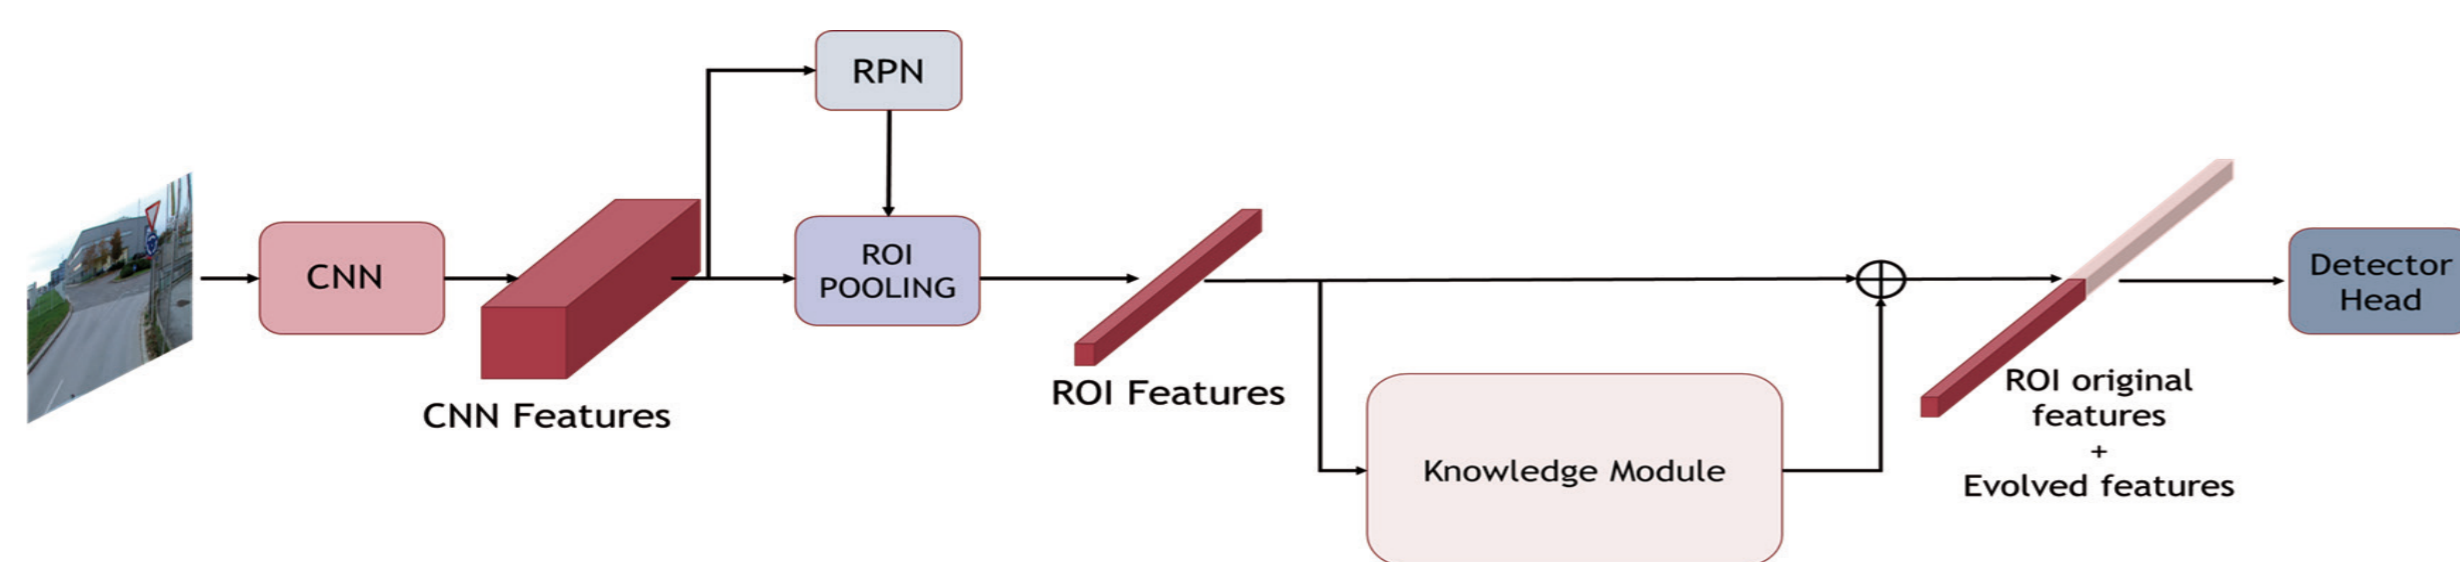 RPN
CNN
ROI
POOLING
CNN Features
ROI Features
Knowledge Module
ROI original
features
+
Evolved features
Detector
Head